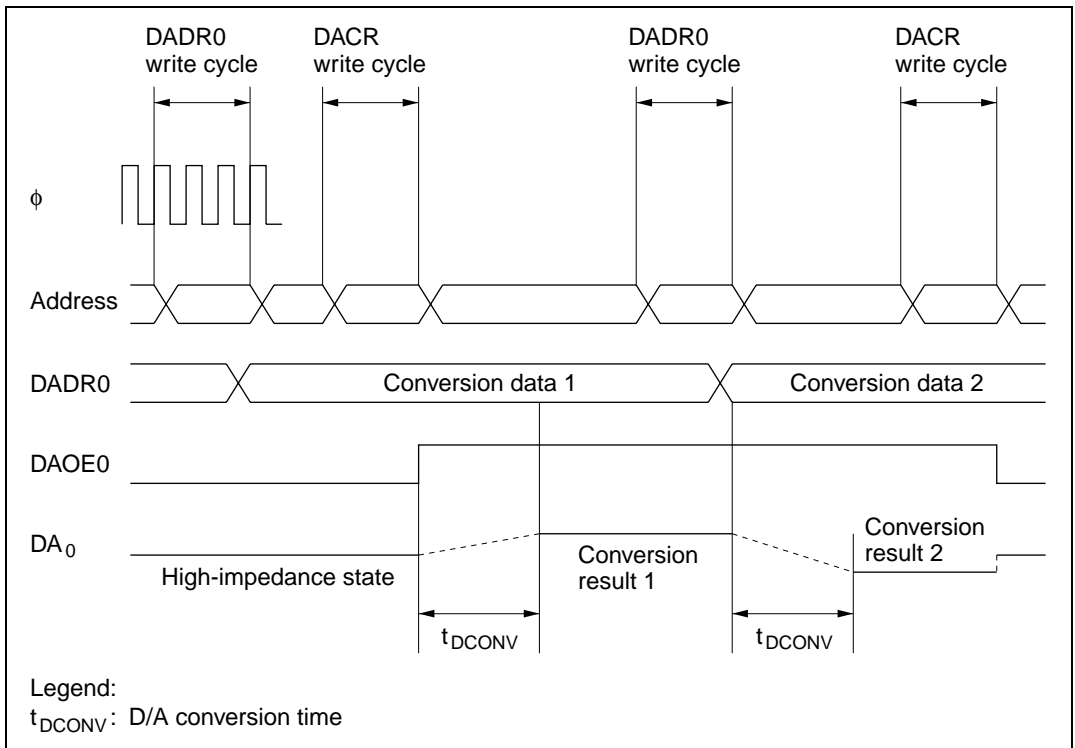 DADR0 write cycle
DACR write cycle
DADR0 write cycle
DACR write cycle
φ
Address
DADR0
Conversion data 1
Conversion data 2
DAOE0
DA0
High-impedance state
Conversion result 1
Conversion result 2
tDCONV
tDCONV
Legend:
tDCONV: D/A conversion time